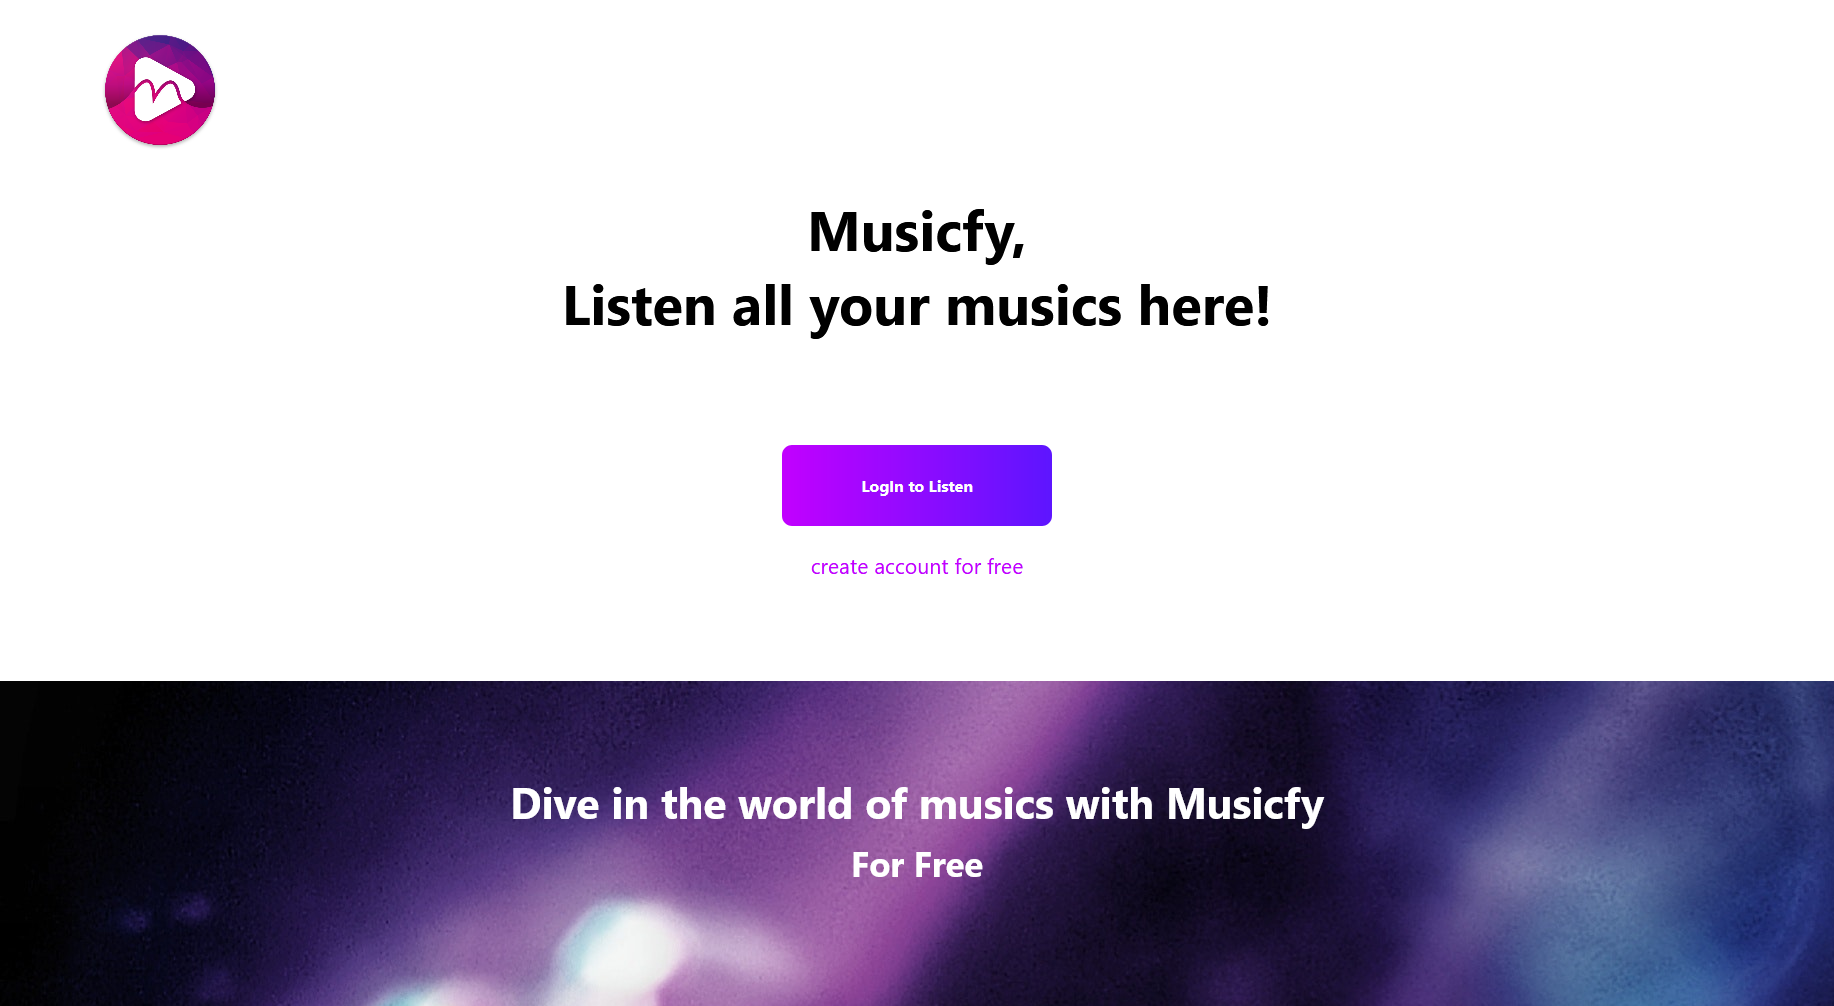 Musicfy,
Listen all your musics here!
LogIn to Listen
create account for free
Dive in the world of musics with Musicfy
For Free